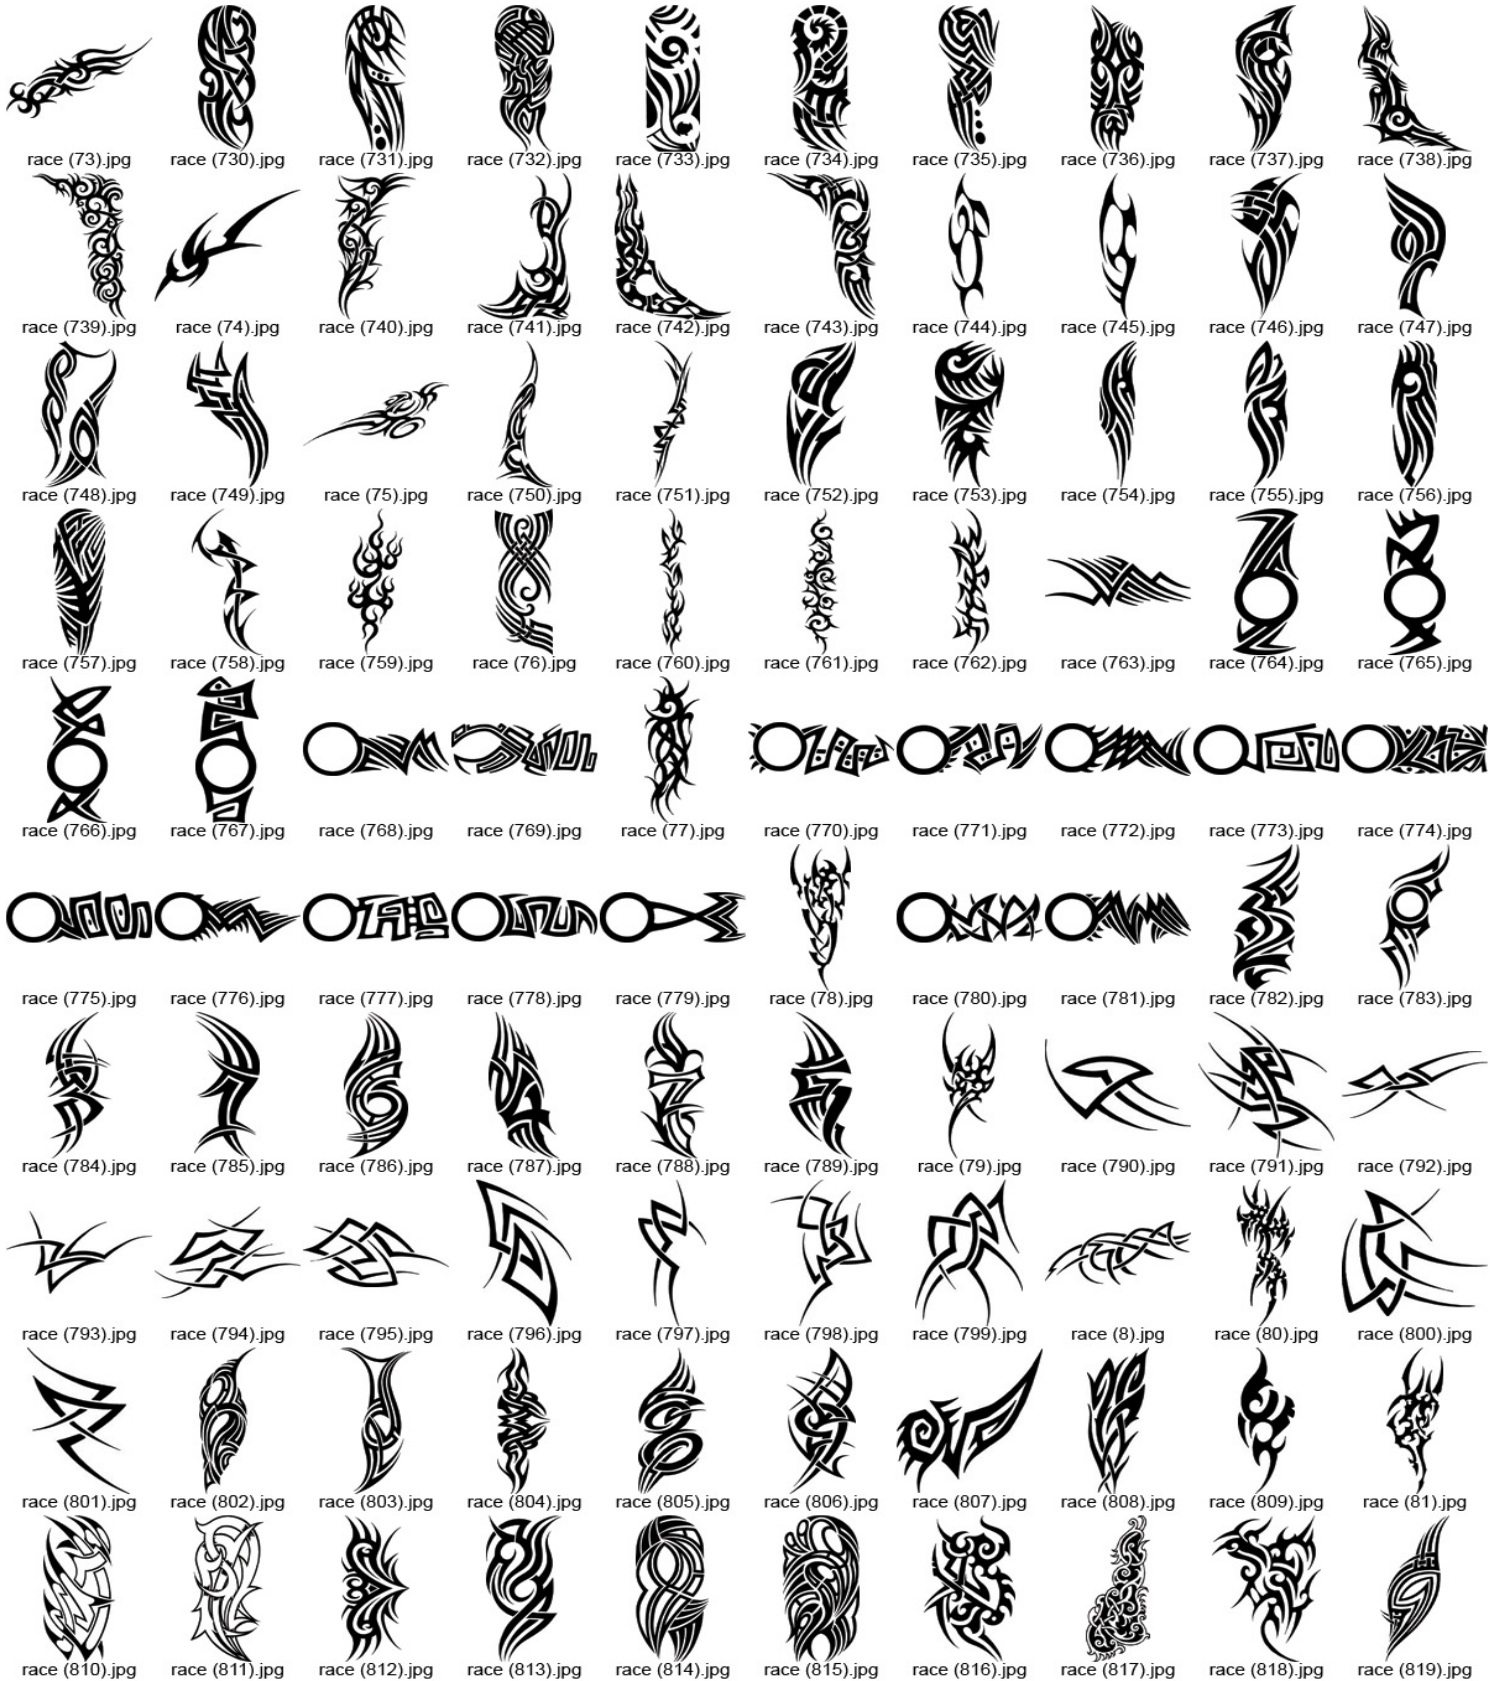 race (73).jpg race (730).jpg race (731).jpg race (732).jpg race (733).jpg race (734).jpg race (735).jpg race (736).jpg race (737).jpg race (738).jpg
race (739).jpg race (74).jpg race (740).jpg race (741).jpg race (742).jpg race (743).jpg race (744).jpg race (745).jpg race (746).jpg race (747).jpg
race (748).jpg race (749).jpg race (75).jpg race (750).jpg race (751).jpg race (752).jpg race (753).jpg race (754).jpg race (755).jpg race (756).jpg
race (757).jpg race (758).jpg race (759).jpg race (76).jpg race (760).jpg race (761).jpg race (762).jpg race (763).jpg race (764).jpg race (765).jpg
race (766).jpg race (767).jpg race (768).jpg race (769).jpg race (77).jpg race (770).jpg race (771).jpg race (772).jpg race (773).jpg race (774).jpg
race (775).jpg race (776).jpg race (777).jpg race (778).jpg race (779).jpg race (78).jpg race (780).jpg race (781).jpg race (782).jpg race (783).jpg
race (784).jpg race (785).jpg race (786).jpg race (787).jpg race (788).jpg race (789).jpg race (79).jpg race (790).jpg race (791).jpg race (792).jpg
race (793).jpg race (794).jpg race (795).jpg race (796).jpg race (797).jpg race (798).jpg race (799).jpg race (8).jpg race (80).jpg race (800).jpg
race (801).jpg race (802).jpg race (803).jpg race (804).jpg race (805).jpg race (806).jpg race (807).jpg race (808).jpg race (809).jpg race (81).jpg
race (810).jpg race (811).jpg race (812).jpg race (813).jpg race (814).jpg race (815).jpg race (816).jpg race (817).jpg race (818).jpg race (819).jpg